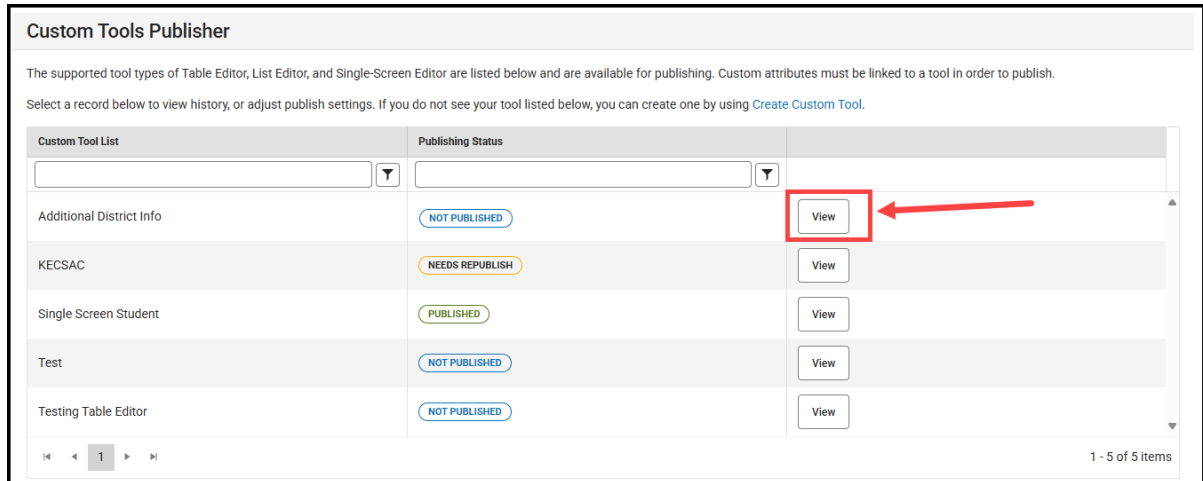 Custom Tools Publisher
The supported tool types of Table Editor, List Editor, and Single-Screen Editor are listed below and are available for publishing. Custom attributes must be linked to a tool in order to publish.
Select a record below to view history, or adjust publish settings. If you do not see your tool listed below, you can create one by using Create Custom Tool.
Custom Tool List Publishing Status
Additional District Info NOT PUBLISHED View
KECSAC NEEDS REPUBLISH View
Single Screen Student PUBLISHED View
Test NOT PUBLISHED View
Testing Table Editor NOT PUBLISHED View
1 1 - 5 of 5 items